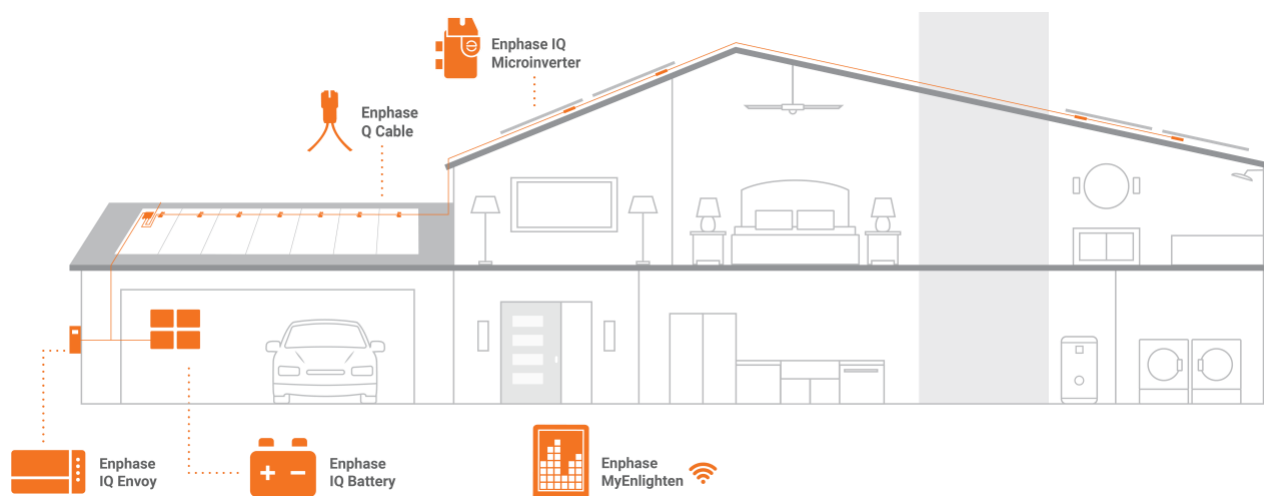 Enphase IQ
Microinverter
Enphase
Q Cable
Enphase
IQ Envoy
Enphase
IQ Battery
Enphase
MyEnlighten